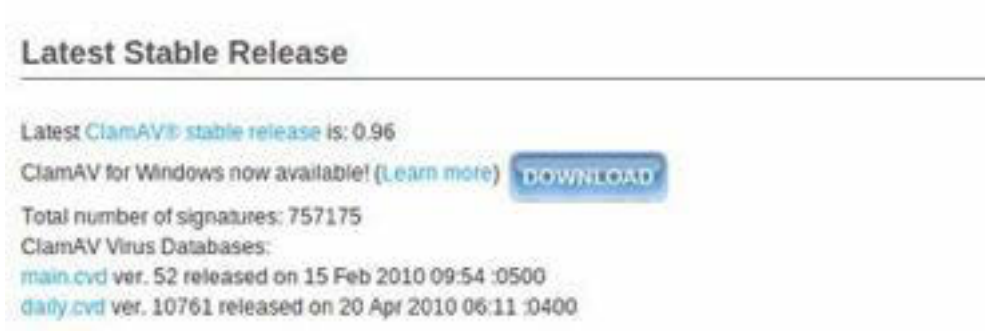 Latest Stable Release
Latest ClamAV® stable release is: 0.96
ClamAV for Windows now available! (Learn more) DOWNLOAD
Total number of signatures: 757175
ClamAV Virus Databases:
main.cvd ver. 52 released on 15 Feb 2010 09:54 :0500
daily.cvd ver. 10761 released on 20 Apr 2010 06:11 :0400